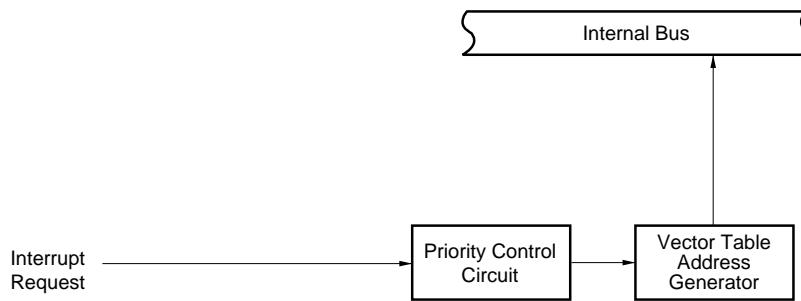 Internal Bus
Interrupt
Request
Priority Control
Circuit
Vector Table
Address
Generator